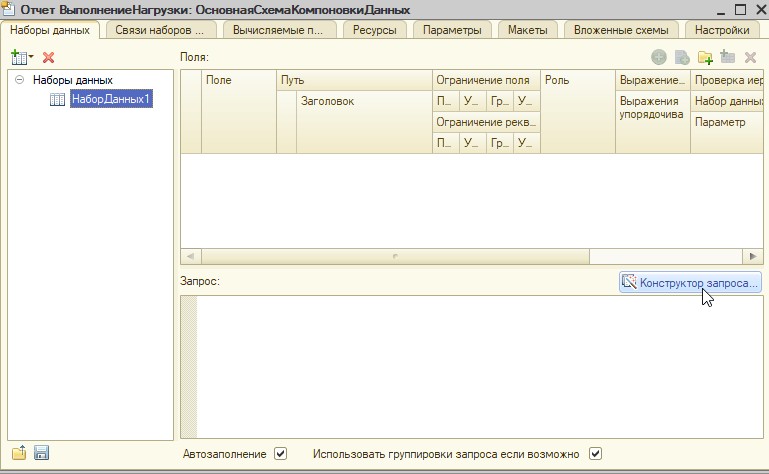 Отчет ВыполнениеНагрузки: ОсновнаяСхемаКомпоновкиДанных
Наборы данных Связи наборов ... Вычисляемые п... Ресурсы Параметры Макеты Вложенные схемы Настройки
Поля:
Наборы данных
НаборДанных1
Поле Путь Ограничение поля Роль Выражение... Проверка иер
Заголовок П... У... Гр... У... Выражения упорядочива Набор данны
Ограничение рекв... Параметр
П... У... Гр... У...
Запрос: Конструктор запроса...
Автозаполнение Использовать группировки запроса если возможно